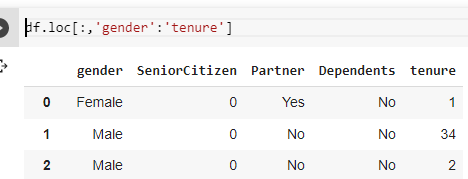 df.loc[:,'gender':'tenure']
gender SeniorCitizen Partner Dependents tenure
0 Female 0 Yes No 1
1 Male 0 No No 34
2 Male 0 No No 2